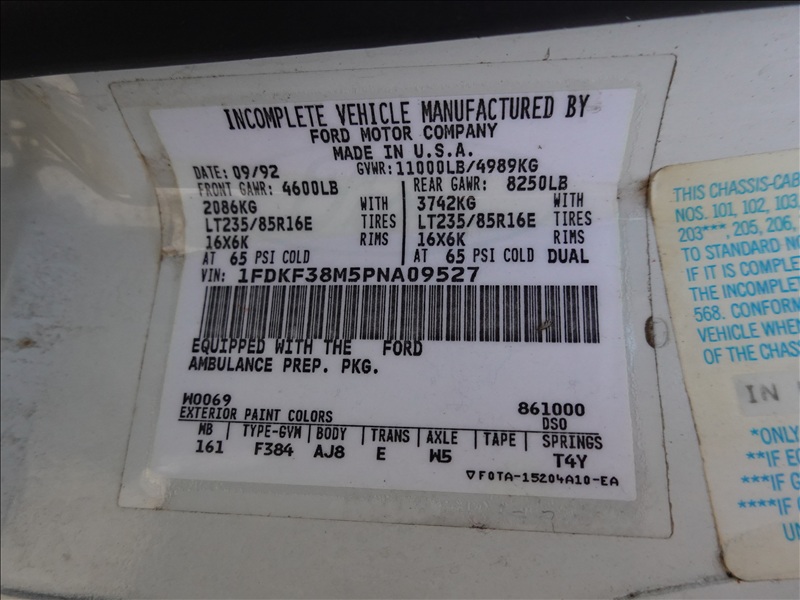 INCOMPLETE VEHICLE MANUFACTURED BY
FORD MOTOR COMPANY
MADE IN U.S.A.
DATE: 09/92 GVWR: 11000LB/4989KG
FRONT GAWR: 4600LB REAR GAWR: 8250LB
2086KG WITH 3742KG WITH
LT235/85R16E TIRES LT235/85R16E TIRES
16X6K RIMS 16X6K RIMS
AT 65 PSI COLD AT 65 PSI COLD DUAL
VIN: 1FDKF38M5PNA09527
EQUIPPED WITH THE FORD
AMBULANCE PREP. PKG.
W0069 861000
EXTERIOR PAINT COLORS DSO
WB TYPE-GVM BODY TRANS AXLE TAPE SPRINGS
161 F384 AJ8 E W5 T4Y
▽F0TA-15204A10-EA
THIS CHASSIS-CAB
NOS. 101, 102, 103,
203***, 205, 206,
TO STANDARD NO
IF IT IS COMPLE
THE INCOMPLET
568. CONFORM
VEHICLE WHEN
OF THE CHAS
IN
*ONLY
**IF EQ
***IF G
****IF
UN